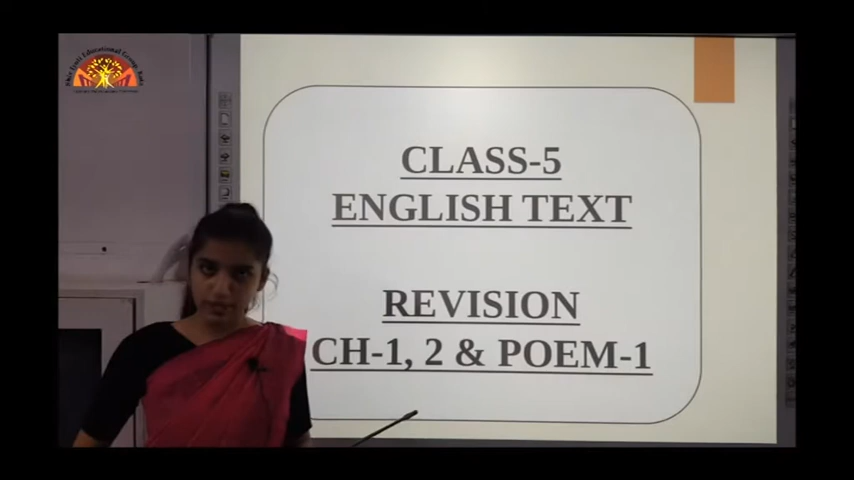 CLASS-5
ENGLISH TEXT
REVISION
CH-1, 2 & POEM-1